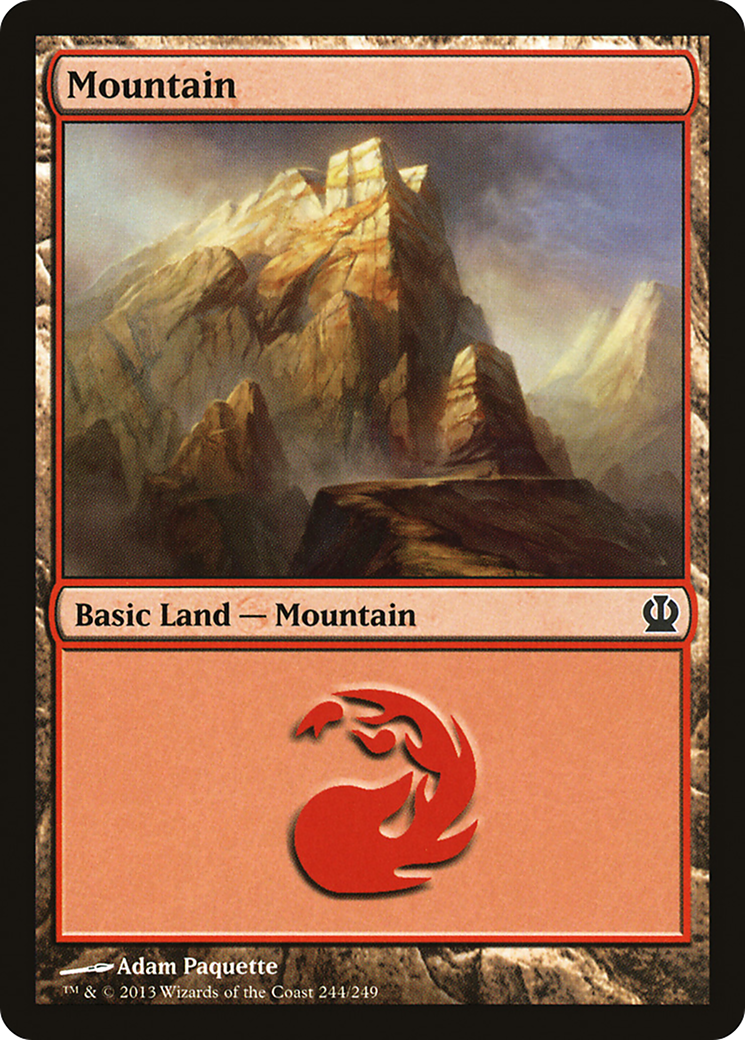 Mountain
Basic Land — Mountain
Adam Paquette
™ & © 2013 Wizards of the Coast 244/249